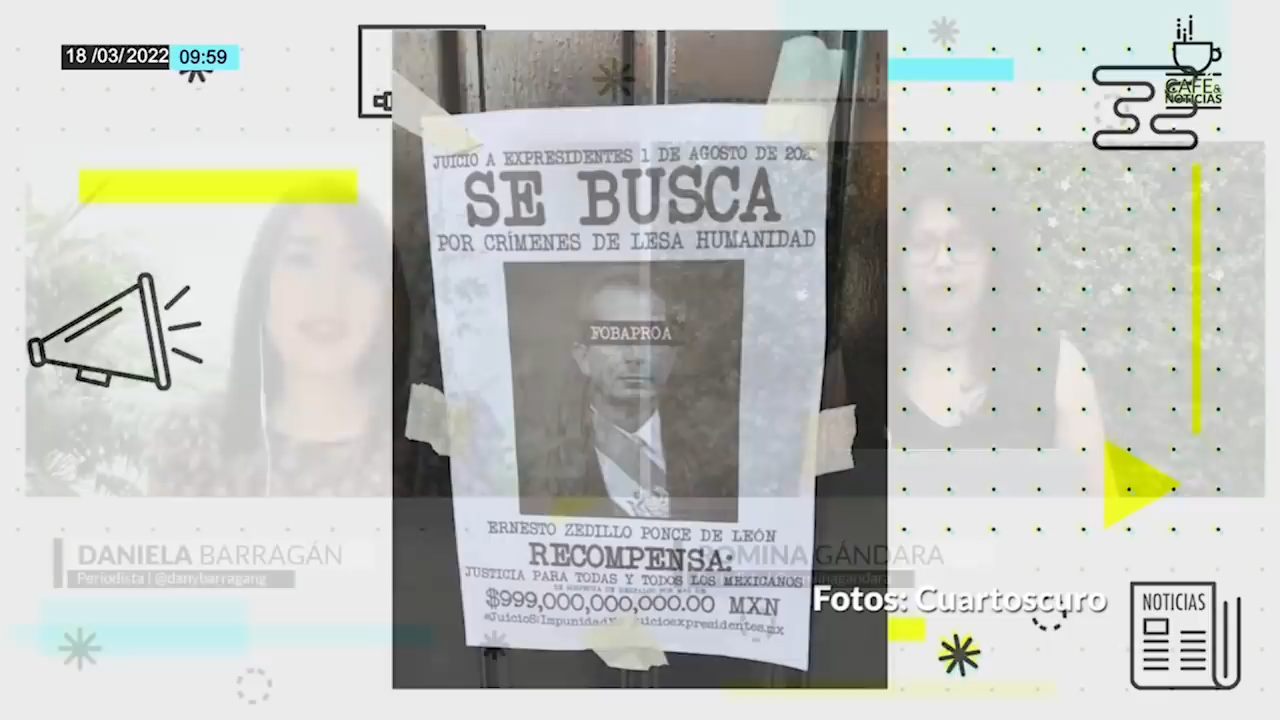 18 /03/2022 09:59
CAFÉ&
NOTICIAS
JUICIO A EXPRESIDENTES 1 DE AGOSTO DE
SE BUSCA
POR CRÍMENES DE LESA HUMANIDAD
FOBAPROA
ERNESTO ZEDILLO PONCE DE LEÓN
RECOMPENSA:
JUSTICIA PARA TODAS Y TODOS LOS MEXICANOS
$999,000,000,000.00 MXN
DANIELA BARRAGÁN
Periodista | @danybarragang
ROMINA GÁNDARA
Fotos: Cuartoscuro
NOTICIAS